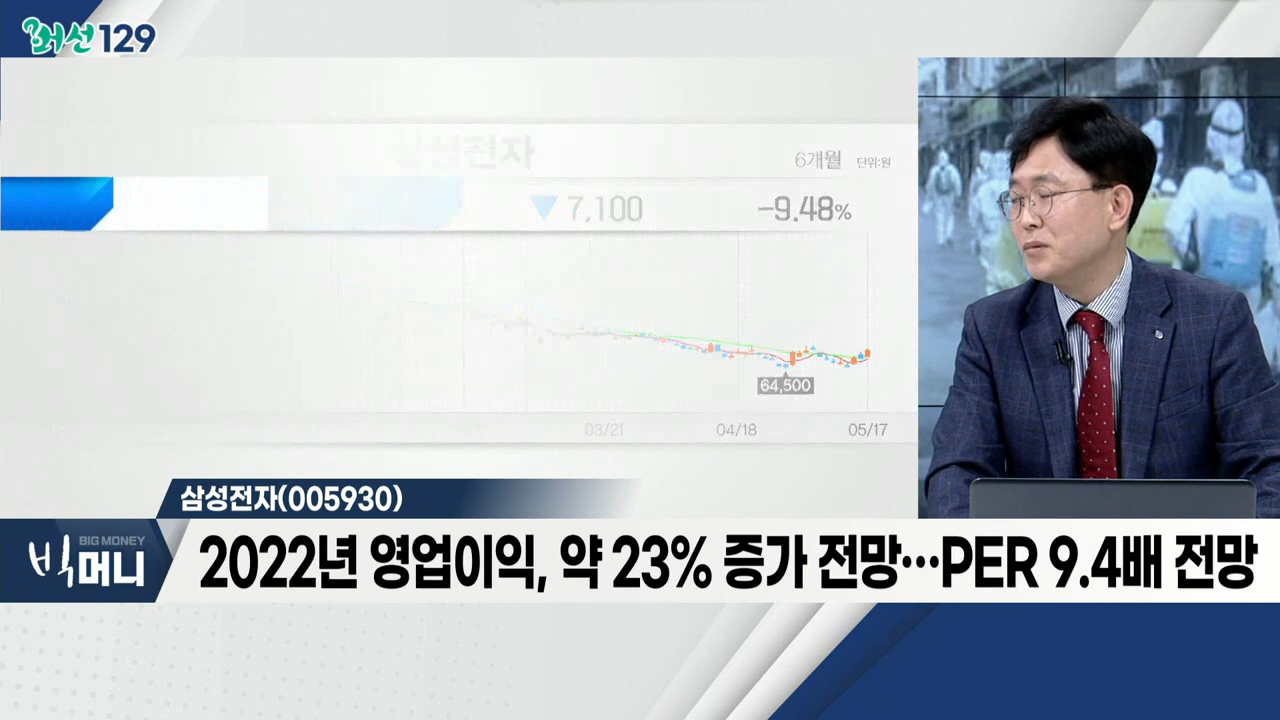 머선129
삼성전자
6개월 단위:원
▼7,100 -9.48%
64,500
03/21 04/18 05/17
삼성전자(005930)
빅머니 BIG MONEY
2022년 영업이익, 약 23% 증가 전망…PER 9.4배 전망